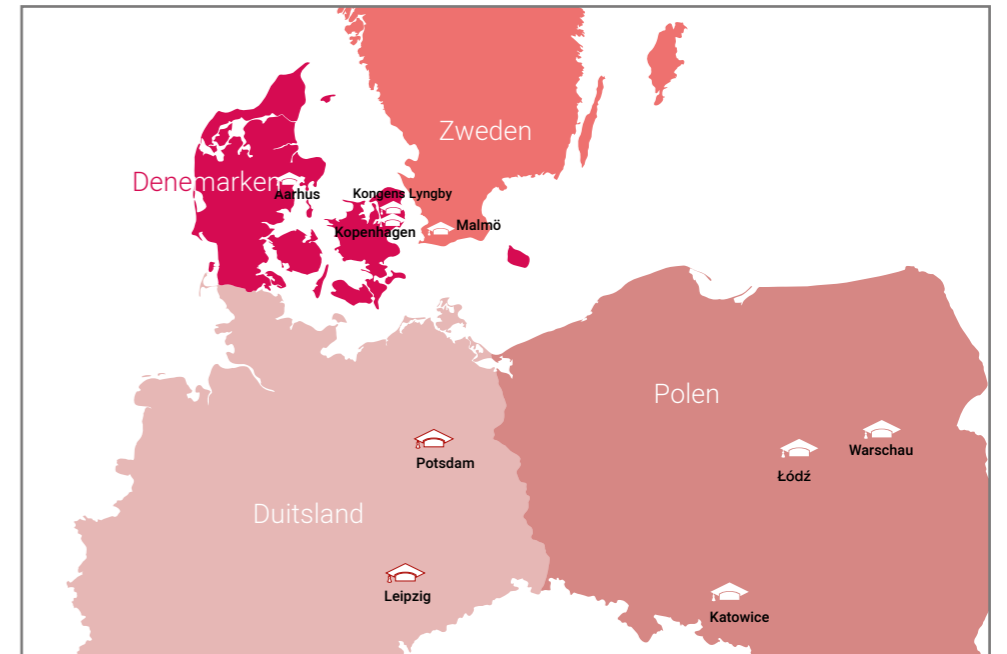 Zweden
Denemarken
Aarhus
Kongens Lyngby
Kopenhagen
Malmö
Polen
Potsdam
Warschau
Łódź
Duitsland
Leipzig
Katowice